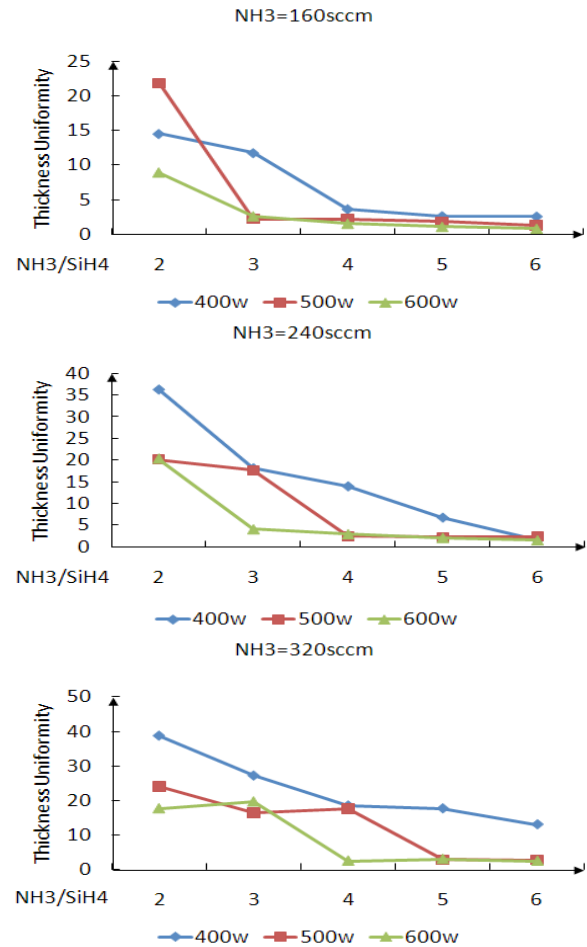 NH3=160sccm
Thickness Uniformity
25
20
15
10
5
0
NH3/SiH4 2 3 4 5 6
400w 500w 600w
NH3=240sccm
Thickness Uniformity
40
35
30
25
20
15
10
5
0
NH3/SiH4 2 3 4 5 6
400w 500w 600w
NH3=320sccm
Thickness Uniformity
50
40
30
20
10
0
NH3/SiH4 2 3 4 5 6
400w 500w 600w